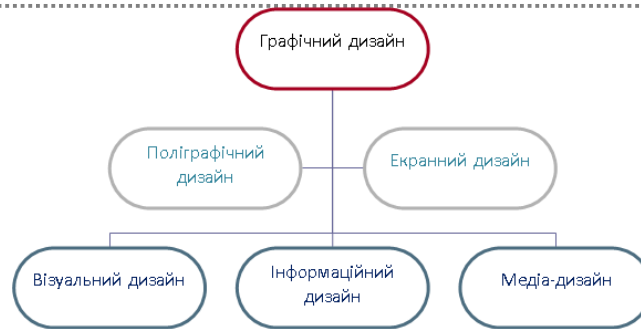 Графічний дизайн
Поліграфічний
дизайн
Екранний дизайн
Візуальний дизайн
Інформаційний
дизайн
Медіа-дизайн